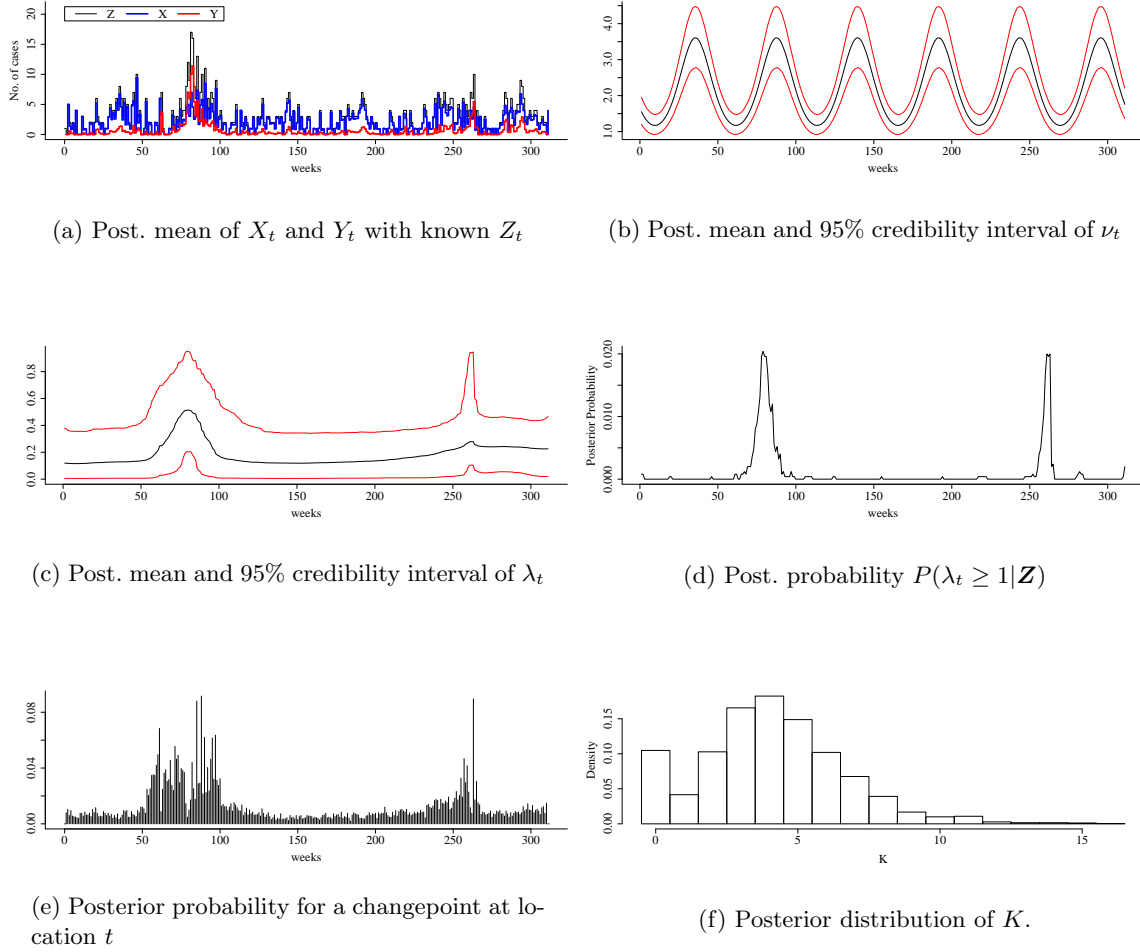 Z X Y
No. of cases
0 5 10 15 20
0 50 100 150 200 250 300
weeks
(a) Post. mean of X_t and Y_t with known Z_t
1.0 2.0 3.0 4.0
0 50 100 150 200 250 300
weeks
(b) Post. mean and 95% credibility interval of ν_t
0.0 0.2 0.4 0.6 0.8
0 50 100 150 200 250 300
weeks
(c) Post. mean and 95% credibility interval of λ_t
Posterior Probability
0.000 0.010 0.020
0 50 100 150 200 250 300
weeks
(d) Post. probability P(λ_t ≥ 1|Z)
0.00 0.04 0.08
0 50 100 150 200 250 300
weeks
(e) Posterior probability for a changepoint at lo-
cation t
Density
0.00 0.05 0.10 0.15
0 5 10 15
K
(f) Posterior distribution of K.